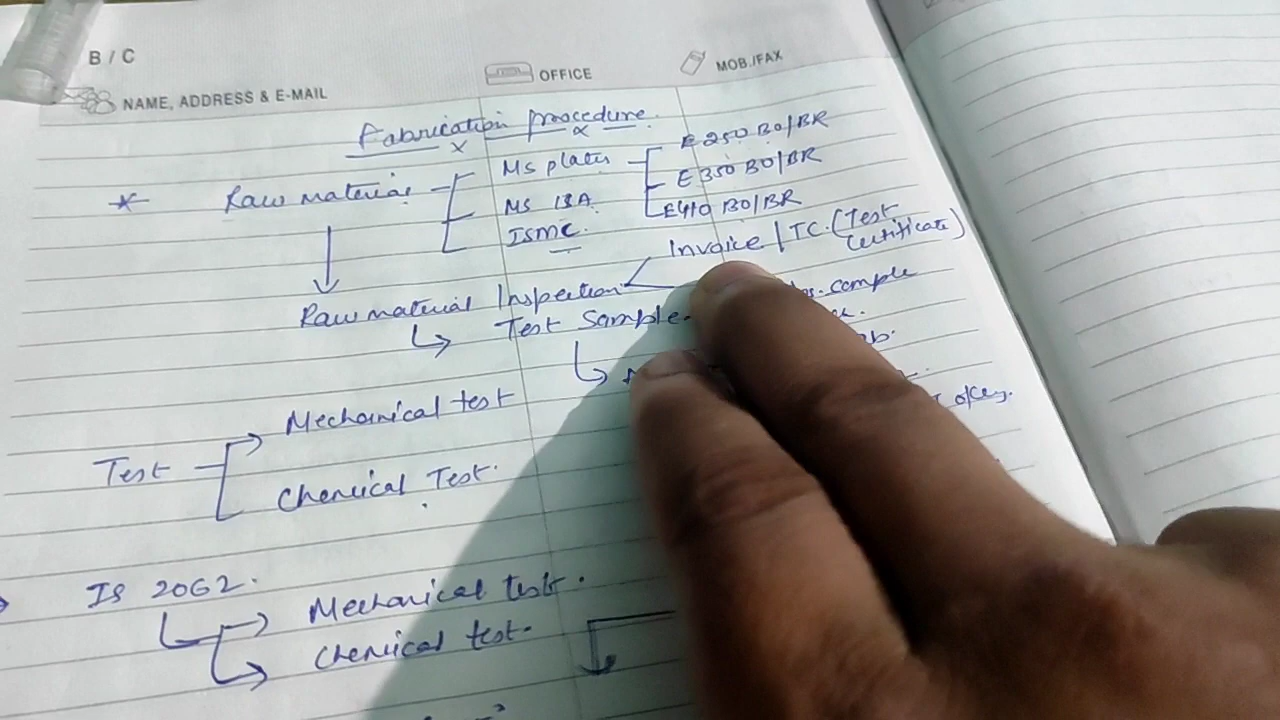 B / C
NAME, ADDRESS & E-MAIL OFFICE MOB./FAX
Fabrication procedure
Raw material MS plates E250 BO/BR
E350 BO/BR
MS ISA E410 BO/BR
ISMC.
Invoice / TC. (Test Certificate)
Raw material Inspection
Test Sample.
Mechanical test
Test
Chemical Test.
IS 2062.
Mechanical test.
Chemical test.